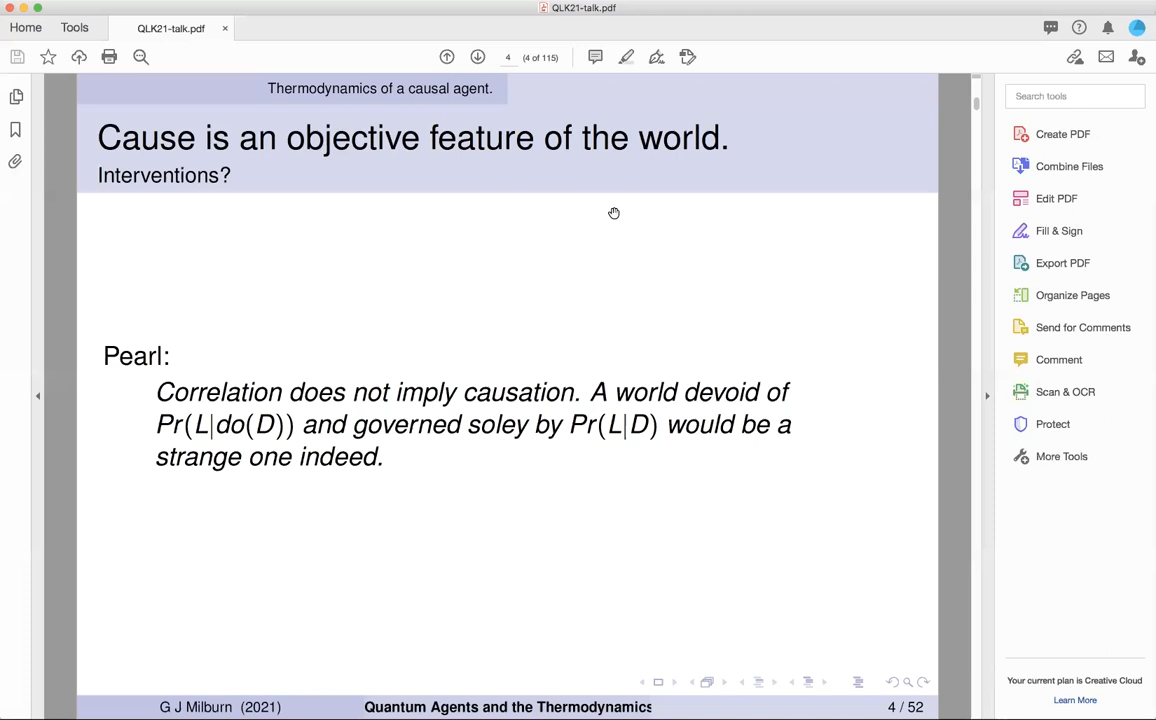 QLK21-talk.pdf
Home
Tools
QLK21-talk.pdf
×
4
(4 of 115)
Search tools
Create PDF
Combine Files
Edit PDF
Fill & Sign
Export PDF
Organize Pages
Send for Comments
Comment
Scan & OCR
Protect
More Tools
Your current plan is Creative Cloud
Learn More
Thermodynamics of a causal agent.
Cause is an objective feature of the world.
Interventions?
Pearl:
Correlation does not imply causation. A world devoid of
Pr(L|do(D)) and governed soley by Pr(L|D) would be a
strange one indeed.
G J Milburn (2021)
Quantum Agents and the Thermodynamics
4 / 52